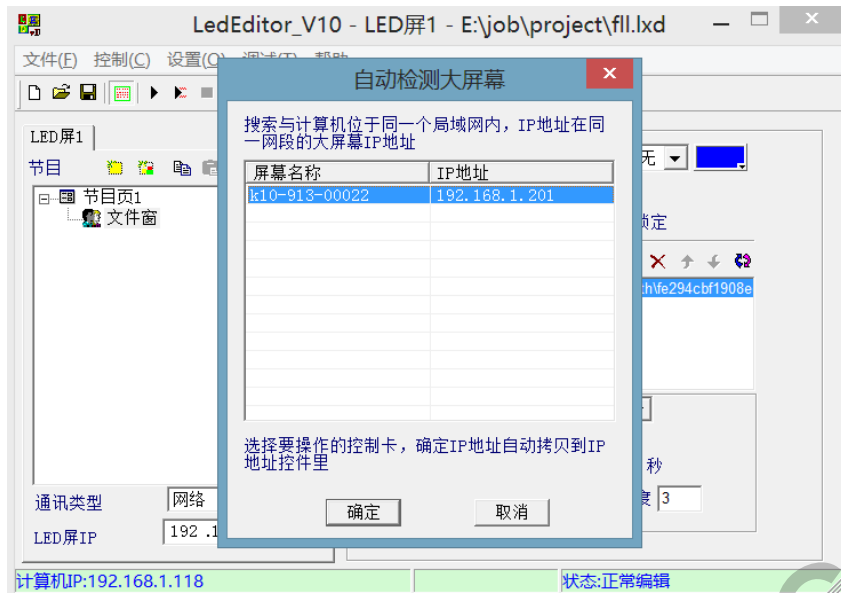 LedEditor_V10 - LED屏1 - E:\job\project\fll.lxd
文件(F) 控制(C) 设置(O)
自动检测大屏幕
LED屏1
搜索与计算机位于同一个局域网内，IP地址在同
一网段的大屏幕IP地址
节目
无
屏幕名称 IP地址
节目页1
k10-913-00022 192.168.1.201
文件窗
锁定
th\fe294cbf1908e
选择要操作的控制卡，确定IP地址自动拷贝到IP
地址控件里
秒
通讯类型 网络
确定 取消
度 3
LED屏IP 192 .1
计算机IP:192.168.1.118 状态:正常编辑